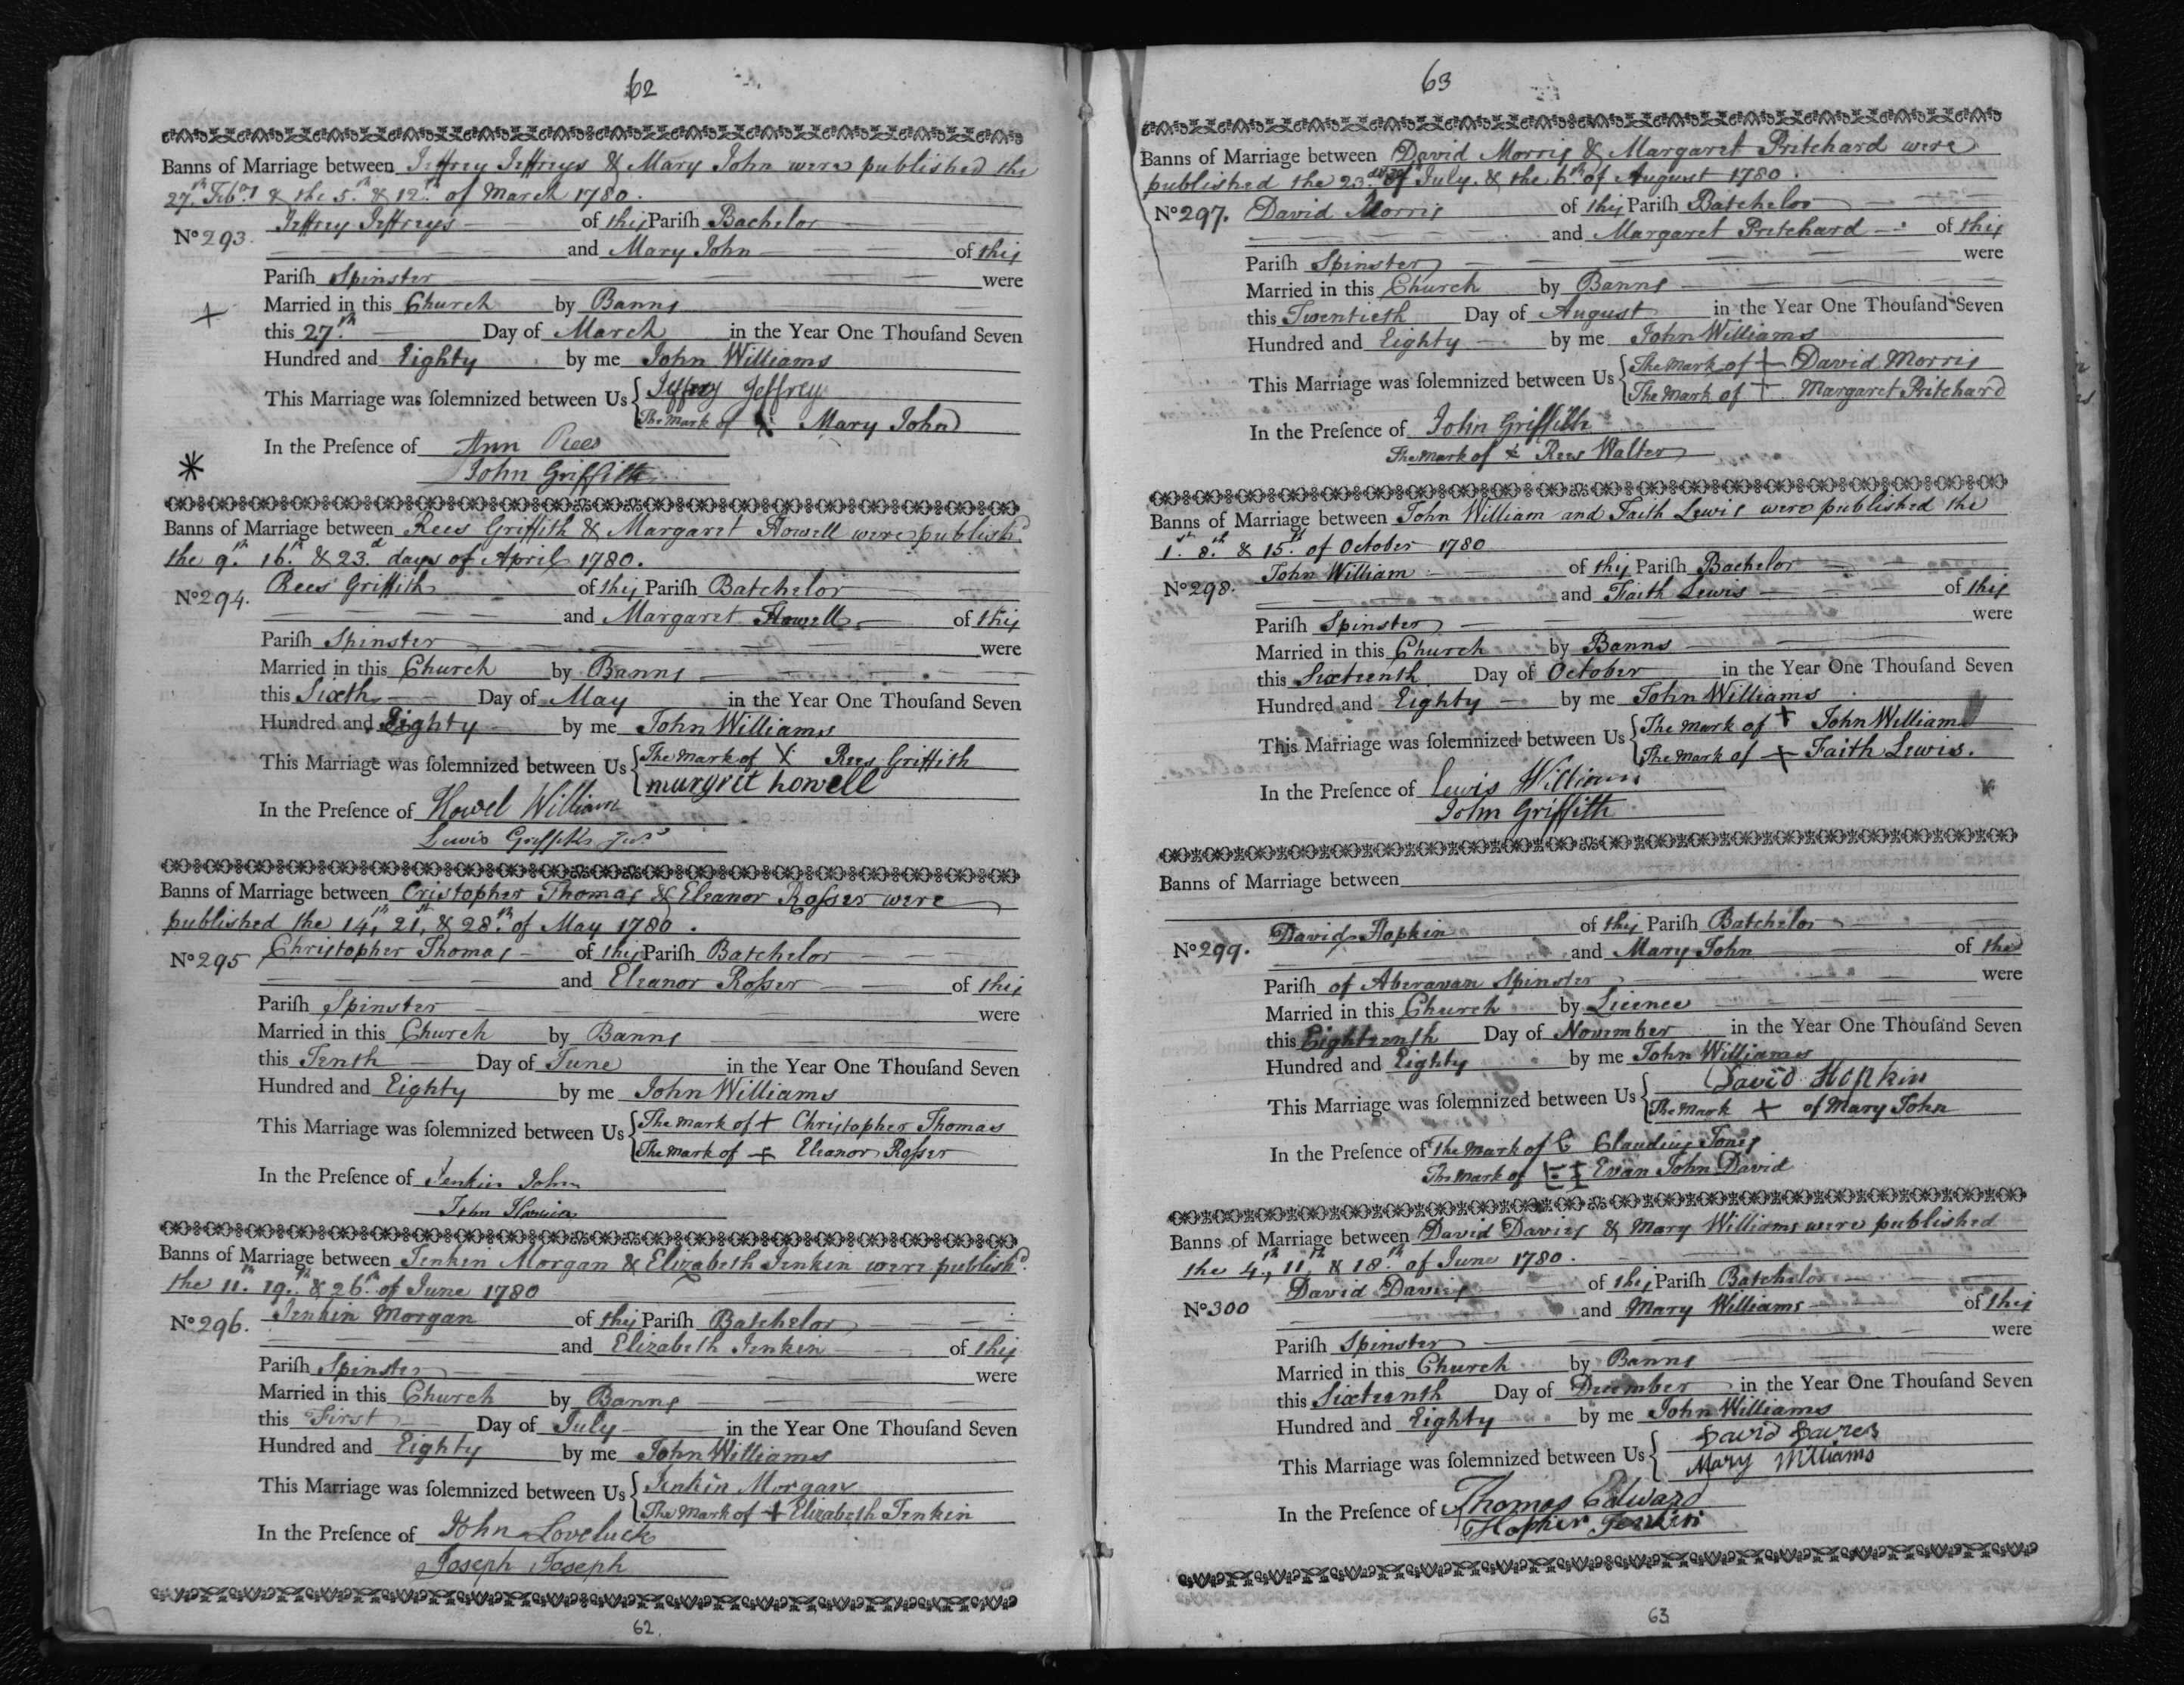 62
Banns of Marriage between Jeffrey Jeffreys & Mary John were published the
27th Feb & the 5th & 12th of March 1780.
No 293. Jeffrey Jeffreys of this Pariſh Bachelor
and Mary John of this
Pariſh Spinster were
Married in this Church by Banns
this 27th Day of March in the Year One Thouſand Seven
Hundred and Eighty by me John Williams
This Marriage was ſolemnized between Us { Jeffrey Jeffreys
The Mark of x Mary John
In the Preſence of Ann Rees
John Griffith
Banns of Marriage between Rees Griffith & Margaret Howell were publish'd
the 9th 16th & 23d days of April 1780.
No 294. Rees Griffith of this Pariſh Batchelor
and Margaret Howell of this
Pariſh Spinster were
Married in this Church by Banns
this Sixth Day of May in the Year One Thouſand Seven
Hundred and Eighty by me John Williams
This Marriage was ſolemnized between Us { The Mark of X Rees Griffith
margret howell
In the Preſence of Howel William
Lewis Griffiths Junr
Banns of Marriage between Cristopher Thomas & Eleanor Roſser were
published the 14th, 21st, & 28th of May 1780.
No 295 Christopher Thomas of this Pariſh Batchelor
and Eleanor Roſser of this
Pariſh Spinster were
Married in this Church by Banns
this Tenth Day of June in the Year One Thouſand Seven
Hundred and Eighty by me John Williams
This Marriage was ſolemnized between Us { The Mark of + Christopher Thomas
The Mark of + Eleanor Roſser
In the Preſence of Jenkin John
John
Banns of Marriage between Jenkin Morgan & Elizabeth Jenkin were publish'd
the 11th 19th & 26th of June 1780
No 296. Jenkin Morgan of this Pariſh Batchelor
and Elizabeth Jenkin of this
Pariſh Spinster were
Married in this Church by Banns
this First Day of July in the Year One Thouſand Seven
Hundred and Eighty by me John Williams
This Marriage was ſolemnized between Us { Jenkin Morgan
The Mark of + Elizabeth Jenkin
In the Preſence of John Loveluck
Joseph Joseph
62.
63
Banns of Marriage between David Morris & Margaret Pritchard were
published the 23d of July. & the 6th of August 1780.
No 297. David Morris of this Pariſh Batchelor
and Margaret Pritchard of this
Pariſh Spinster were
Married in this Church by Banns
this Twentieth Day of August in the Year One Thouſand Seven
Hundred and Eighty by me John Williams
This Marriage was ſolemnized between Us { The Mark of + David Morris
The Mark of + Margaret Pritchard
In the Preſence of John Griffith
The Mark of x Rees Walter
Banns of Marriage between John William and Faith Lewis were published the
1st 8th & 15th of October 1780
No 298. John William of this Pariſh Bachelor
and Faith Lewis of this
Pariſh Spinster were
Married in this Church by Banns
this Sixteenth Day of October in the Year One Thouſand Seven
Hundred and Eighty by me John Williams
This Marriage was ſolemnized between Us { The Mark of + John William
The Mark of + Faith Lewis.
In the Preſence of Lewis William
John Griffith
Banns of Marriage between
No 299. David Hopkin of this Pariſh Batchelor
and Mary John of the
Pariſh of Aberavan Spinster were
Married in this Church by Licence
this Eighteenth Day of November in the Year One Thouſand Seven
Hundred and Eighty by me John Williams
This Marriage was ſolemnized between Us { David Hopkin
The Mark + of Mary John
In the Preſence of The Mark of C Claudius Jones
The Mark of Evan John David
Banns of Marriage between David Davies & Mary Williams were published
the 4th, 11th & 18th of June 1780.
No 300 David Davies of this Pariſh Batchelor
and Mary Williams of this
Pariſh Spinster were
Married in this Church by Banns
this Sixteenth Day of December in the Year One Thouſand Seven
Hundred and Eighty by me John Williams
This Marriage was ſolemnized between Us { David Davies
Mary Williams
In the Preſence of Thomas Edward
Hopkin Jenkin
63